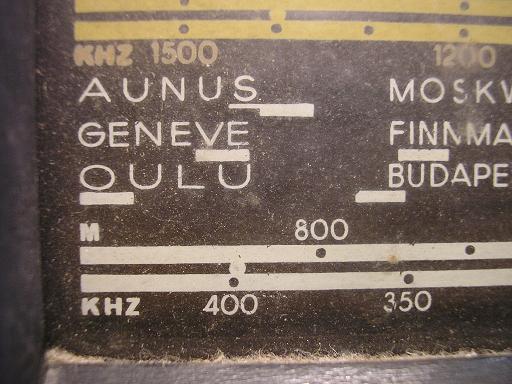 KHZ 1500 1200
AUNUS MOSKW
GENEVE FINNMA
OULU BUDAPE
M 800
KHZ 400 350